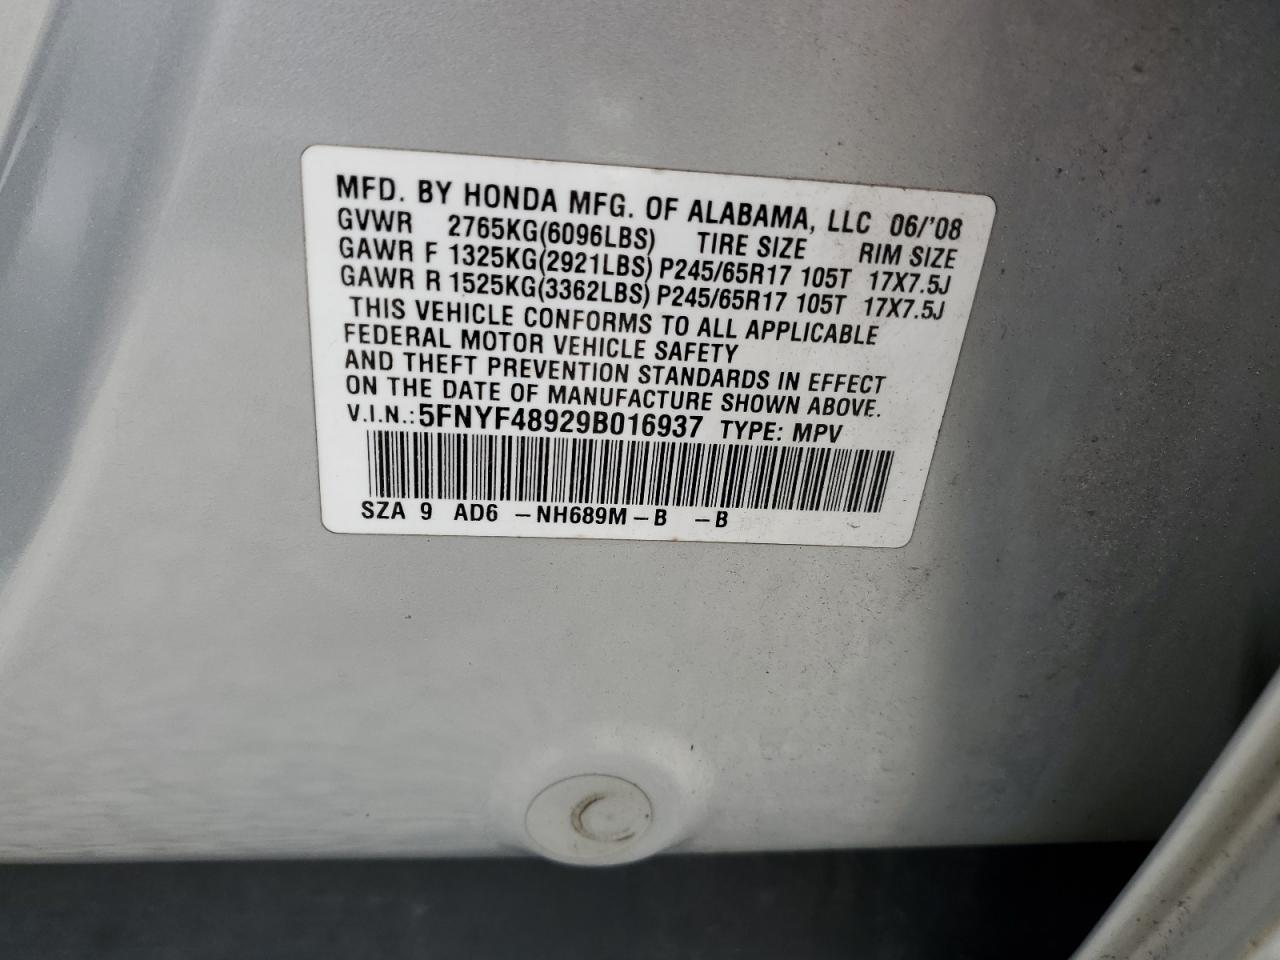 MFD. BY HONDA MFG. OF ALABAMA, LLC 06/'08
GVWR 2765KG(6096LBS) TIRE SIZE RIM SIZE
GAWR F 1325KG(2921LBS) P245/65R17 105T 17X7.5J
GAWR R 1525KG(3362LBS) P245/65R17 105T 17X7.5J
THIS VEHICLE CONFORMS TO ALL APPLICABLE
FEDERAL MOTOR VEHICLE SAFETY
AND THEFT PREVENTION STANDARDS IN EFFECT
ON THE DATE OF MANUFACTURE SHOWN ABOVE.
V.I.N.: 5FNYF48929B016937 TYPE: MPV
SZA 9 AD6 -NH689M-B -B